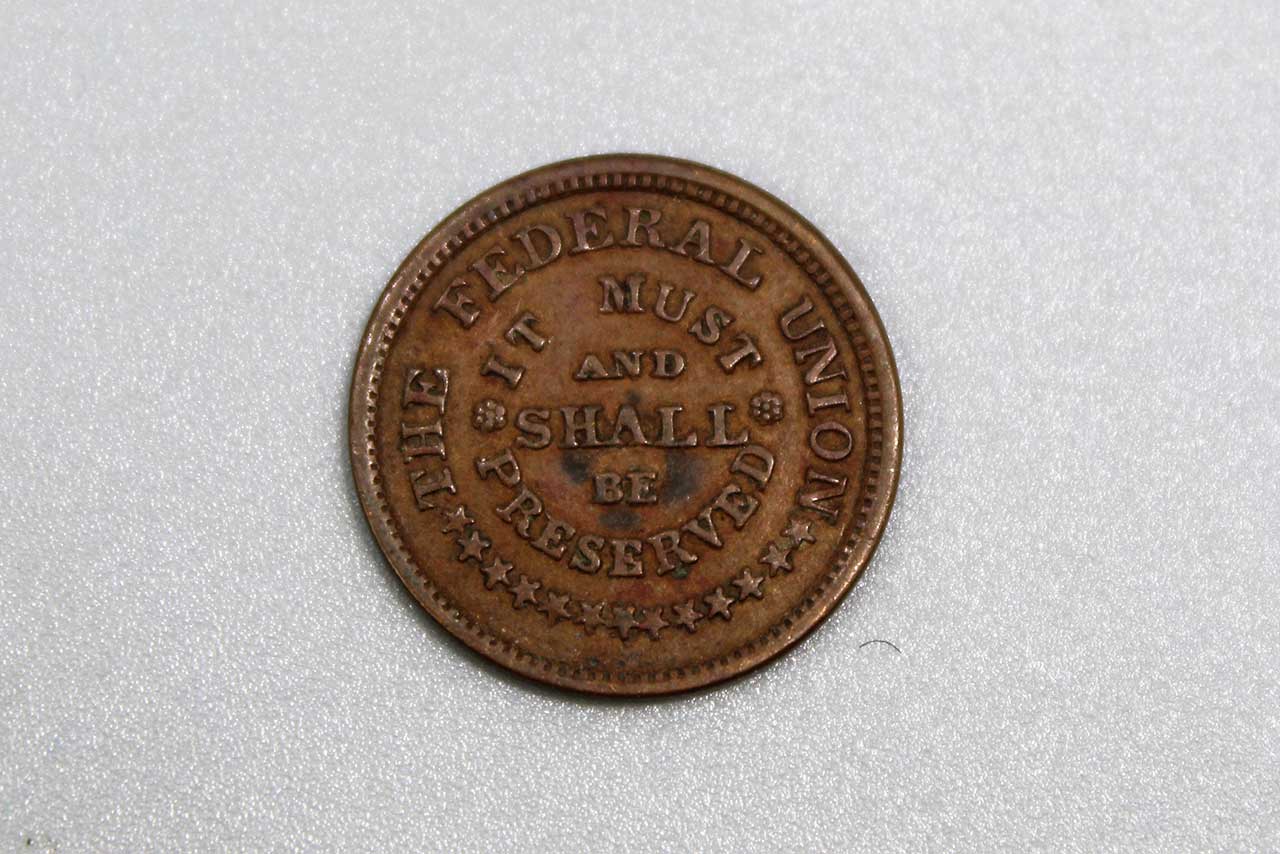 THE FEDERAL UNION
IT MUST
AND
SHALL
BE
PRESERVED